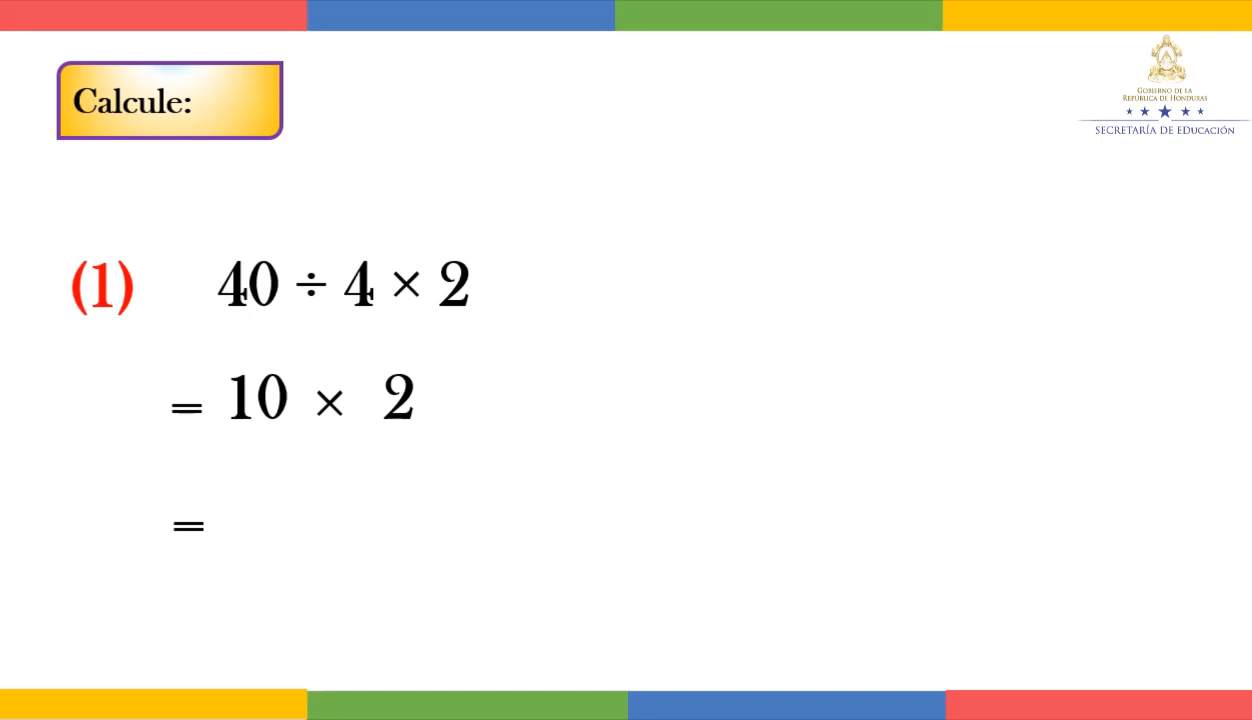 Calcule:
GOBIERNO DE LA
REPÚBLICA DE HONDURAS
SECRETARÍA DE EDUCACIÓN
(1) 40 ÷ 4 × 2
= 10 × 2
=